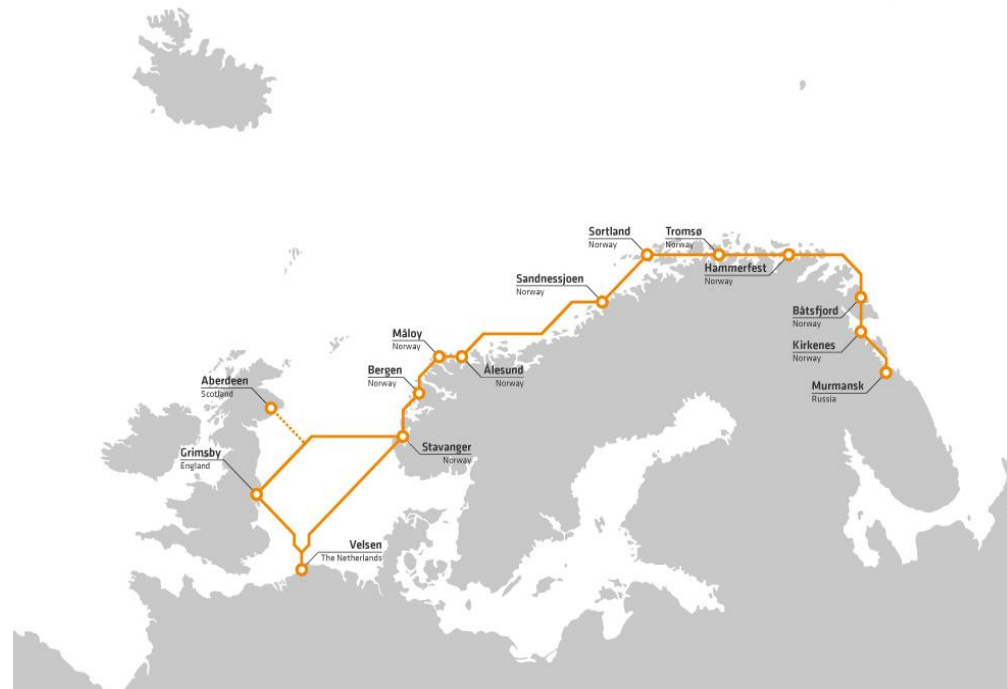 Sortland
Norway
Tromsø
Norway
Hammerfest
Norway
Sandnessjoen
Norway
Båtsfjord
Norway
Måloy
Norway
Kirkenes
Norway
Bergen
Norway
Ålesund
Norway
Aberdeen
Scotland
Murmansk
Russia
Stavanger
Norway
Grimsby
England
Velsen
The Netherlands